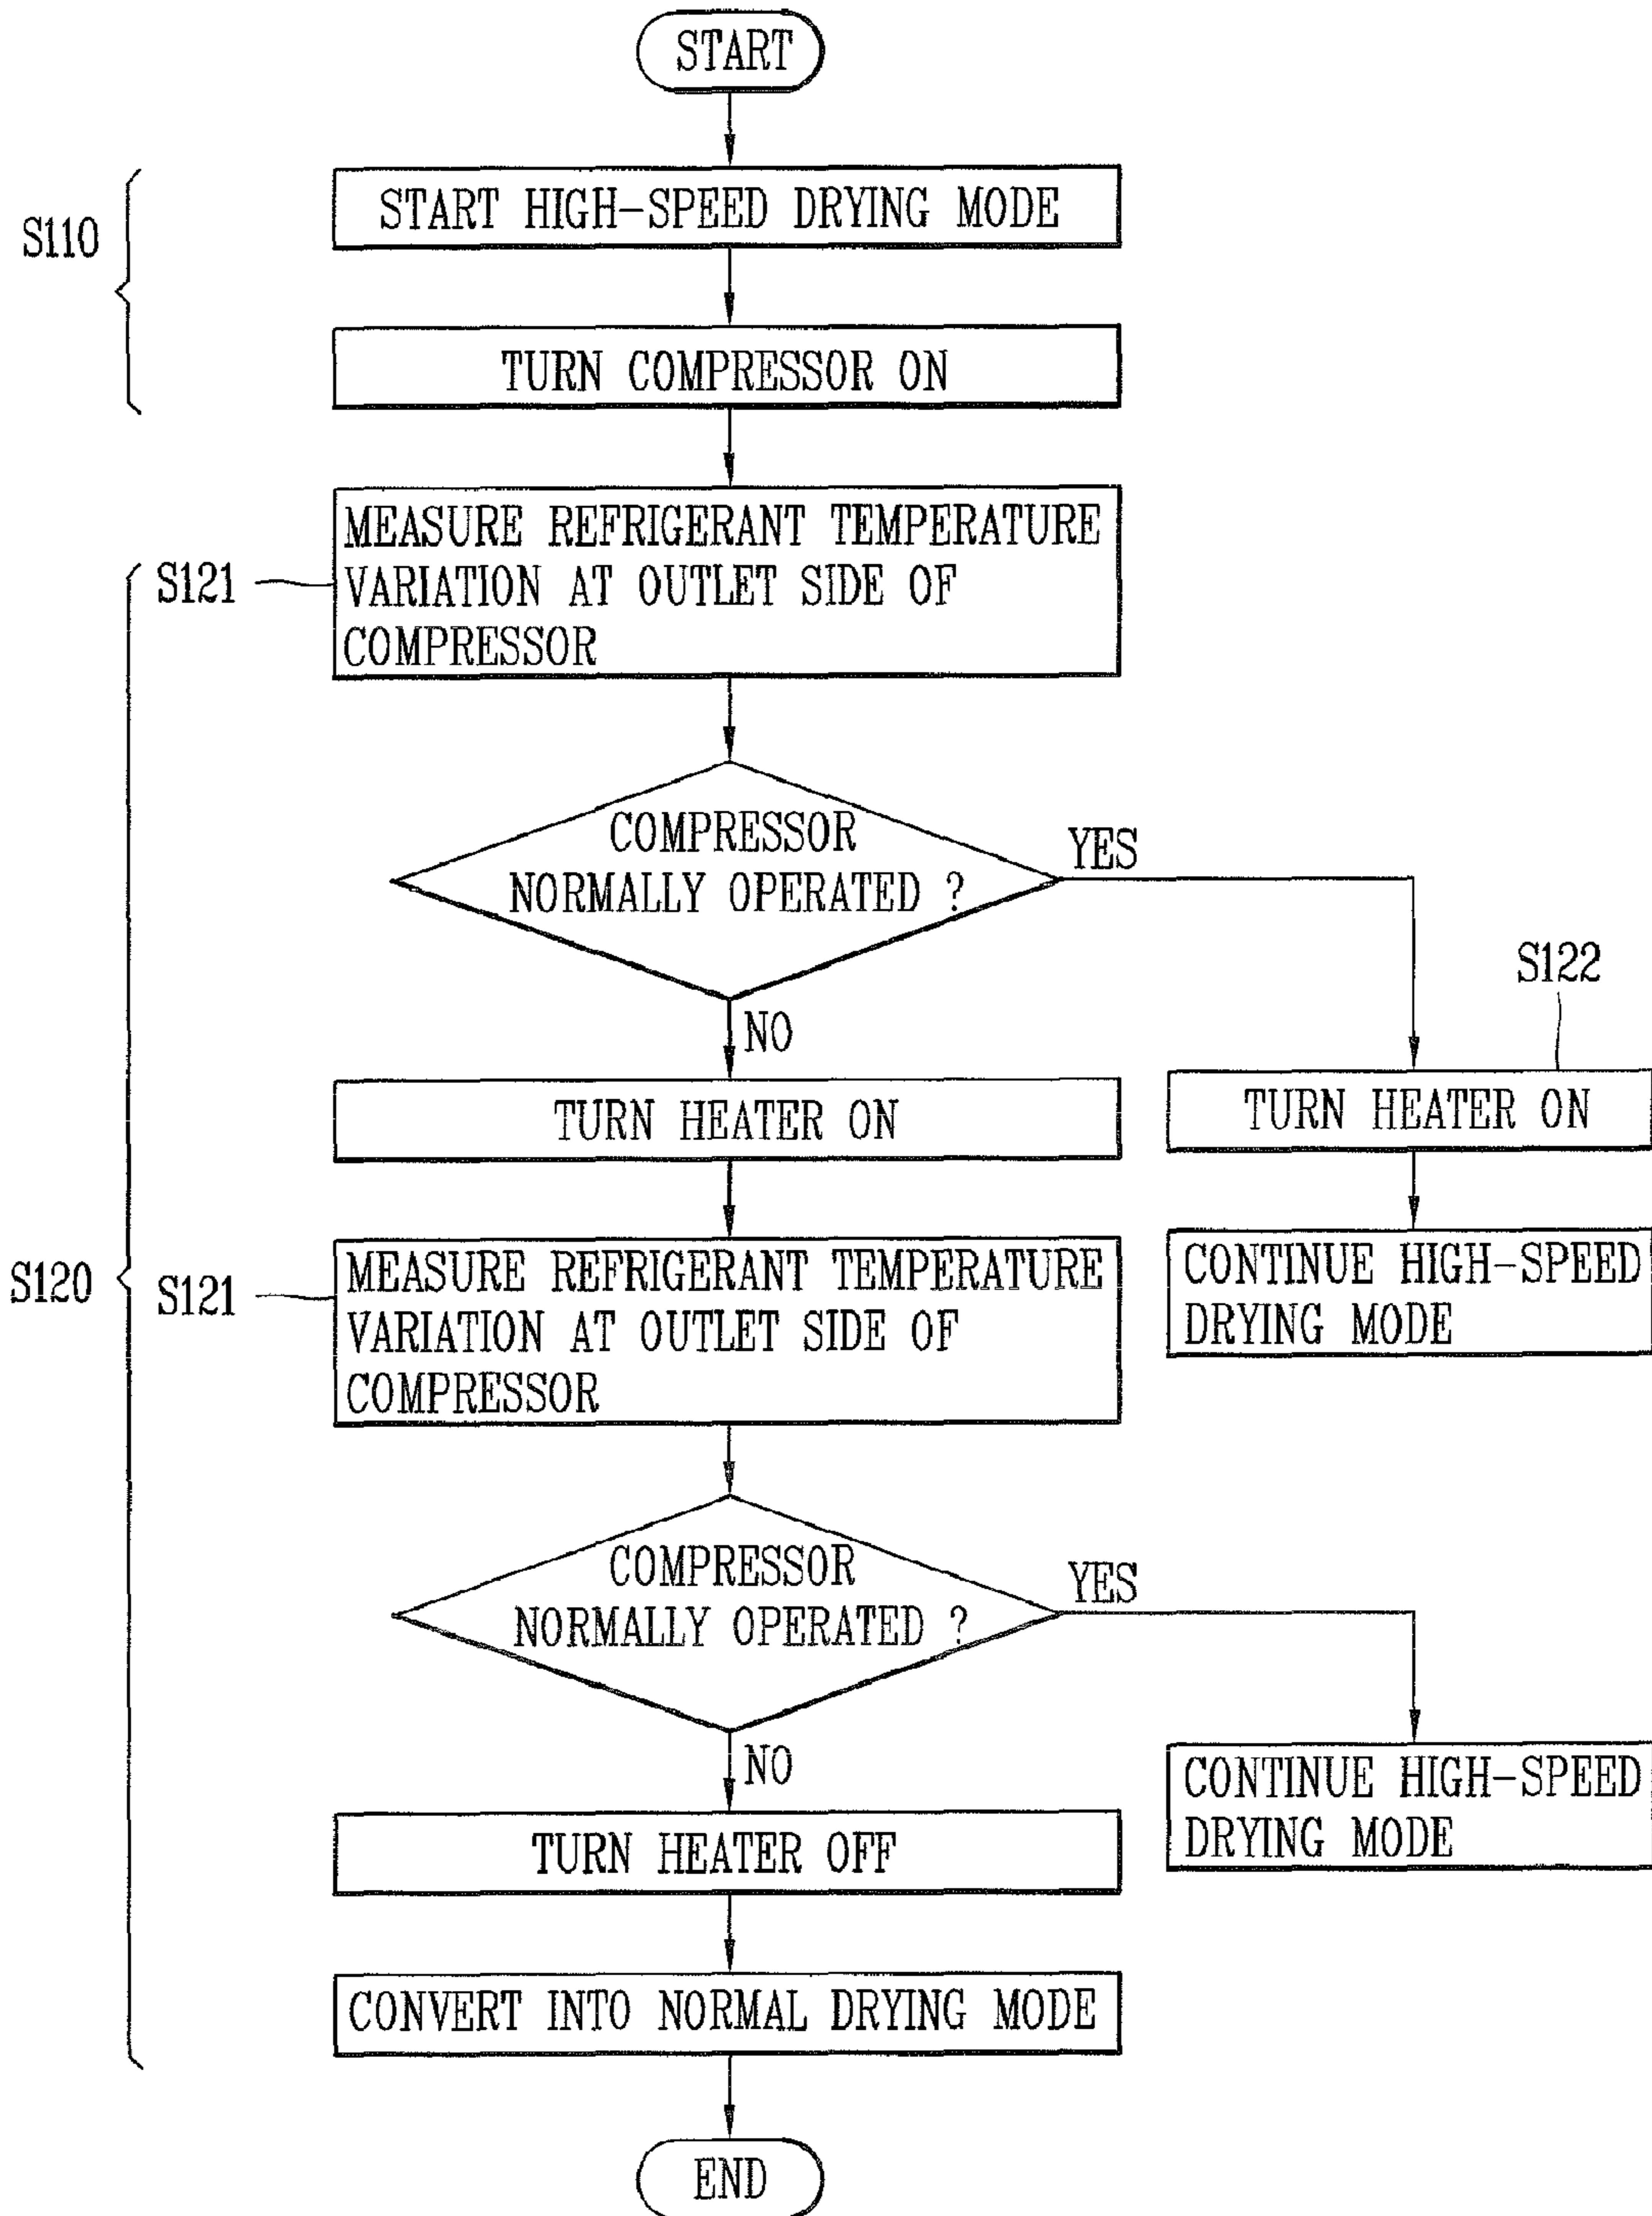 START
S110
START HIGH-SPEED DRYING MODE
TURN COMPRESSOR ON
S121
MEASURE REFRIGERANT TEMPERATURE
VARIATION AT OUTLET SIDE OF
COMPRESSOR
COMPRESSOR
NORMALLY OPERATED ?
YES
NO
S122
TURN HEATER ON
TURN HEATER ON
CONTINUE HIGH-SPEED
DRYING MODE
S120
S121
MEASURE REFRIGERANT TEMPERATURE
VARIATION AT OUTLET SIDE OF
COMPRESSOR
COMPRESSOR
NORMALLY OPERATED ?
YES
NO
CONTINUE HIGH-SPEED
DRYING MODE
TURN HEATER OFF
CONVERT INTO NORMAL DRYING MODE
END